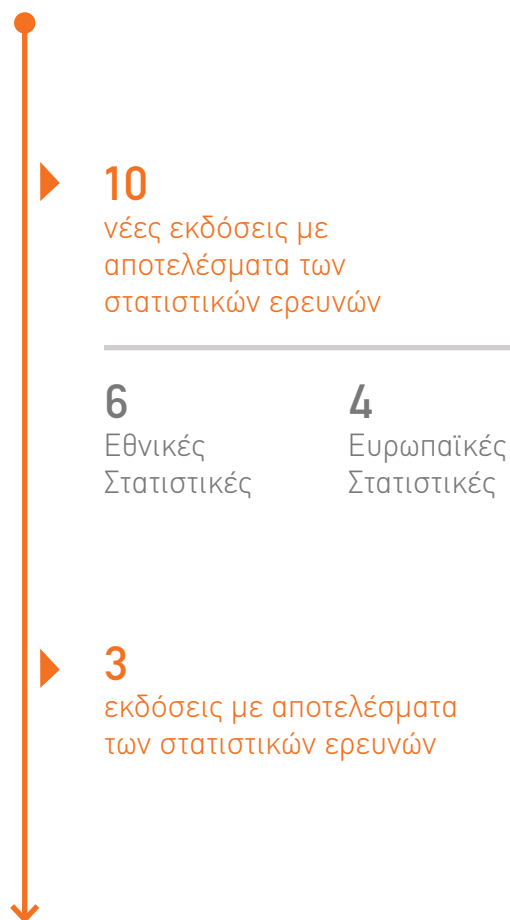 10
νέες εκδόσεις με
αποτελέσματα των
στατιστικών ερευνών
6
Εθνικές
Στατιστικές
4
Ευρωπαϊκές
Στατιστικές
3
εκδόσεις με αποτελέσματα
των στατιστικών ερευνών